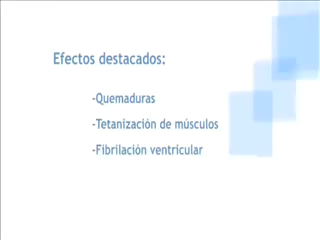 Efectos destacados:
-Quemaduras
-Tetanización de músculos
-Fibrilación ventricular